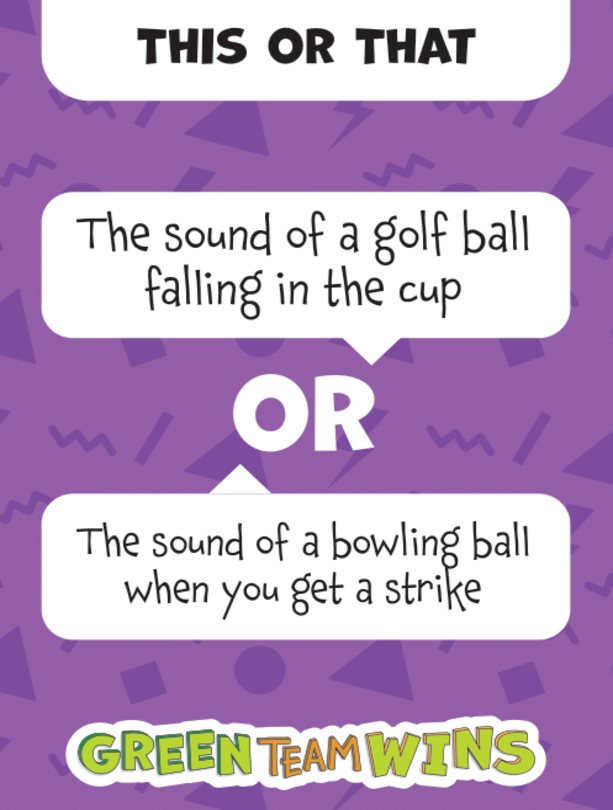 THIS OR THAT
The sound of a golf ball
falling in the cup
OR
The sound of a bowling ball
when you get a strike
GREEN TEAM WINS